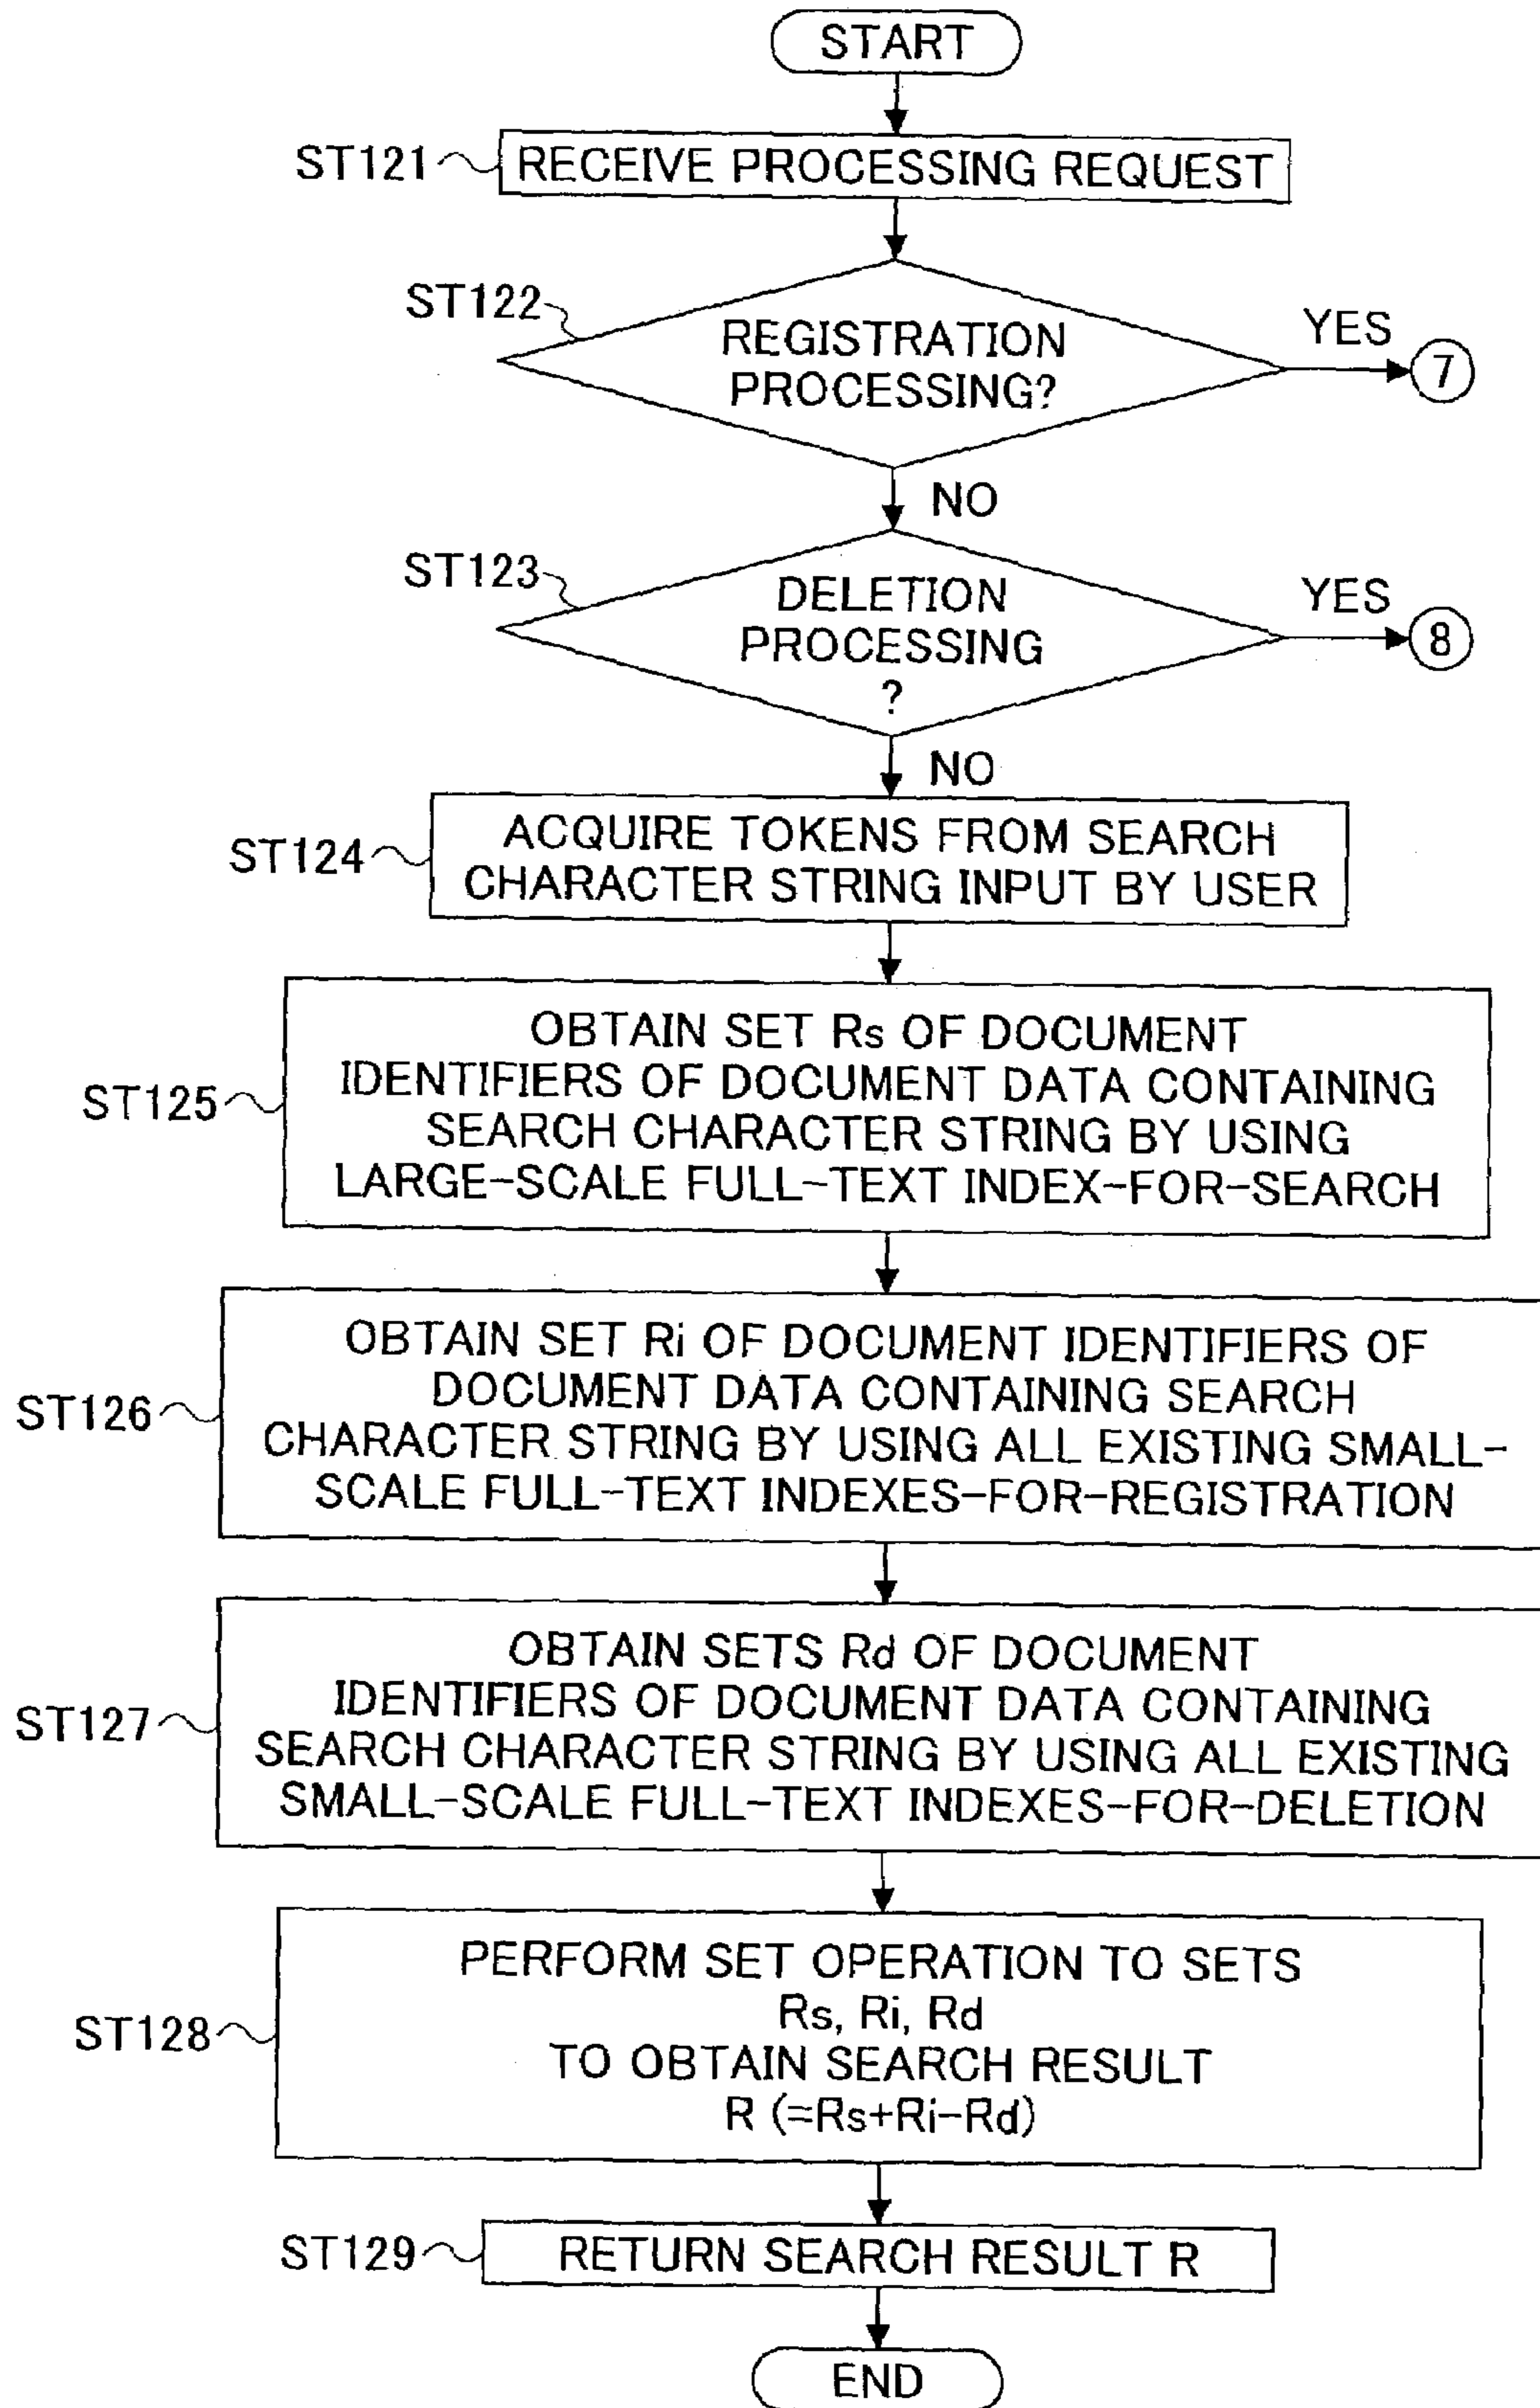 START
ST121
RECEIVE PROCESSING REQUEST
ST122
REGISTRATION
PROCESSING?
YES
7
NO
ST123
DELETION
PROCESSING
?
YES
8
NO
ST124
ACQUIRE TOKENS FROM SEARCH
CHARACTER STRING INPUT BY USER
ST125
OBTAIN SET Rs OF DOCUMENT
IDENTIFIERS OF DOCUMENT DATA CONTAINING
SEARCH CHARACTER STRING BY USING
LARGE-SCALE FULL-TEXT INDEX-FOR-SEARCH
ST126
OBTAIN SET Ri OF DOCUMENT IDENTIFIERS OF
DOCUMENT DATA CONTAINING SEARCH
CHARACTER STRING BY USING ALL EXISTING SMALL-
SCALE FULL-TEXT INDEXES-FOR-REGISTRATION
ST127
OBTAIN SETS Rd OF DOCUMENT
IDENTIFIERS OF DOCUMENT DATA CONTAINING
SEARCH CHARACTER STRING BY USING ALL EXISTING
SMALL-SCALE FULL-TEXT INDEXES-FOR-DELETION
ST128
PERFORM SET OPERATION TO SETS
Rs, Ri, Rd
TO OBTAIN SEARCH RESULT
R (=Rs+Ri-Rd)
ST129
RETURN SEARCH RESULT R
END